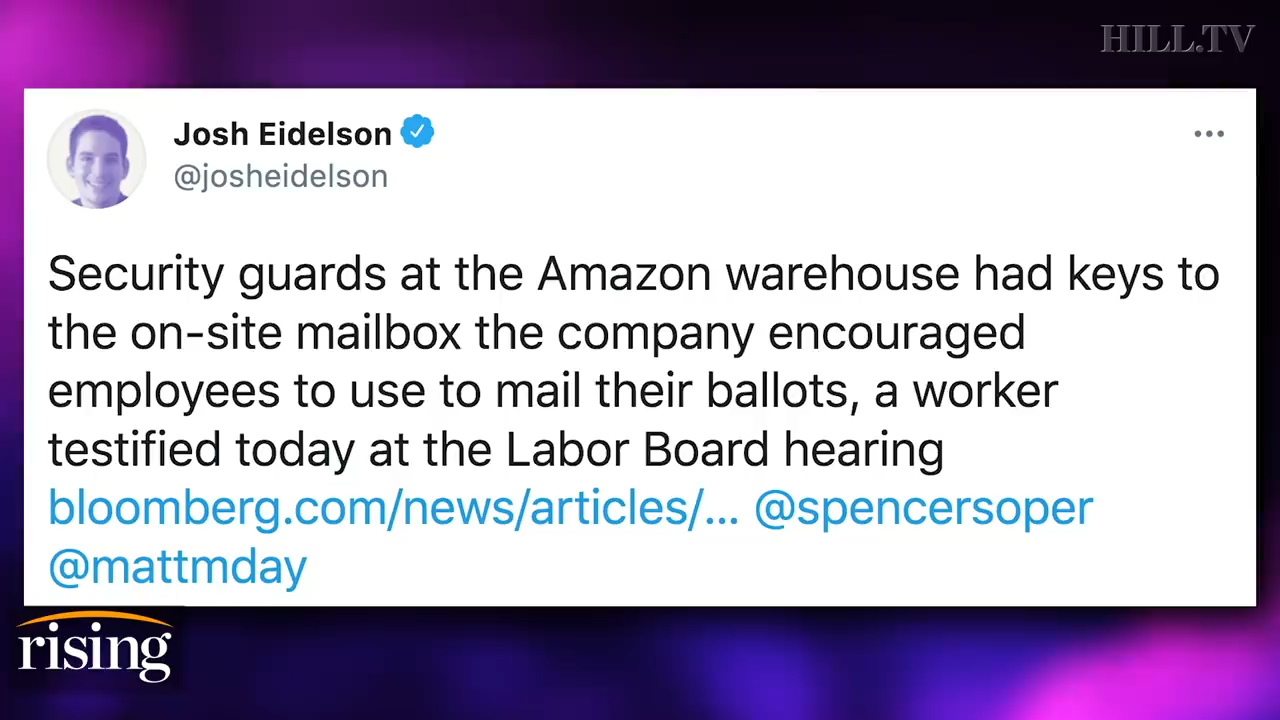 HILL.TV
Josh Eidelson
@josheidelson
Security guards at the Amazon warehouse had keys to
the on-site mailbox the company encouraged
employees to use to mail their ballots, a worker
testified today at the Labor Board hearing
bloomberg.com/news/articles/... @spencersoper
@mattmday
rising